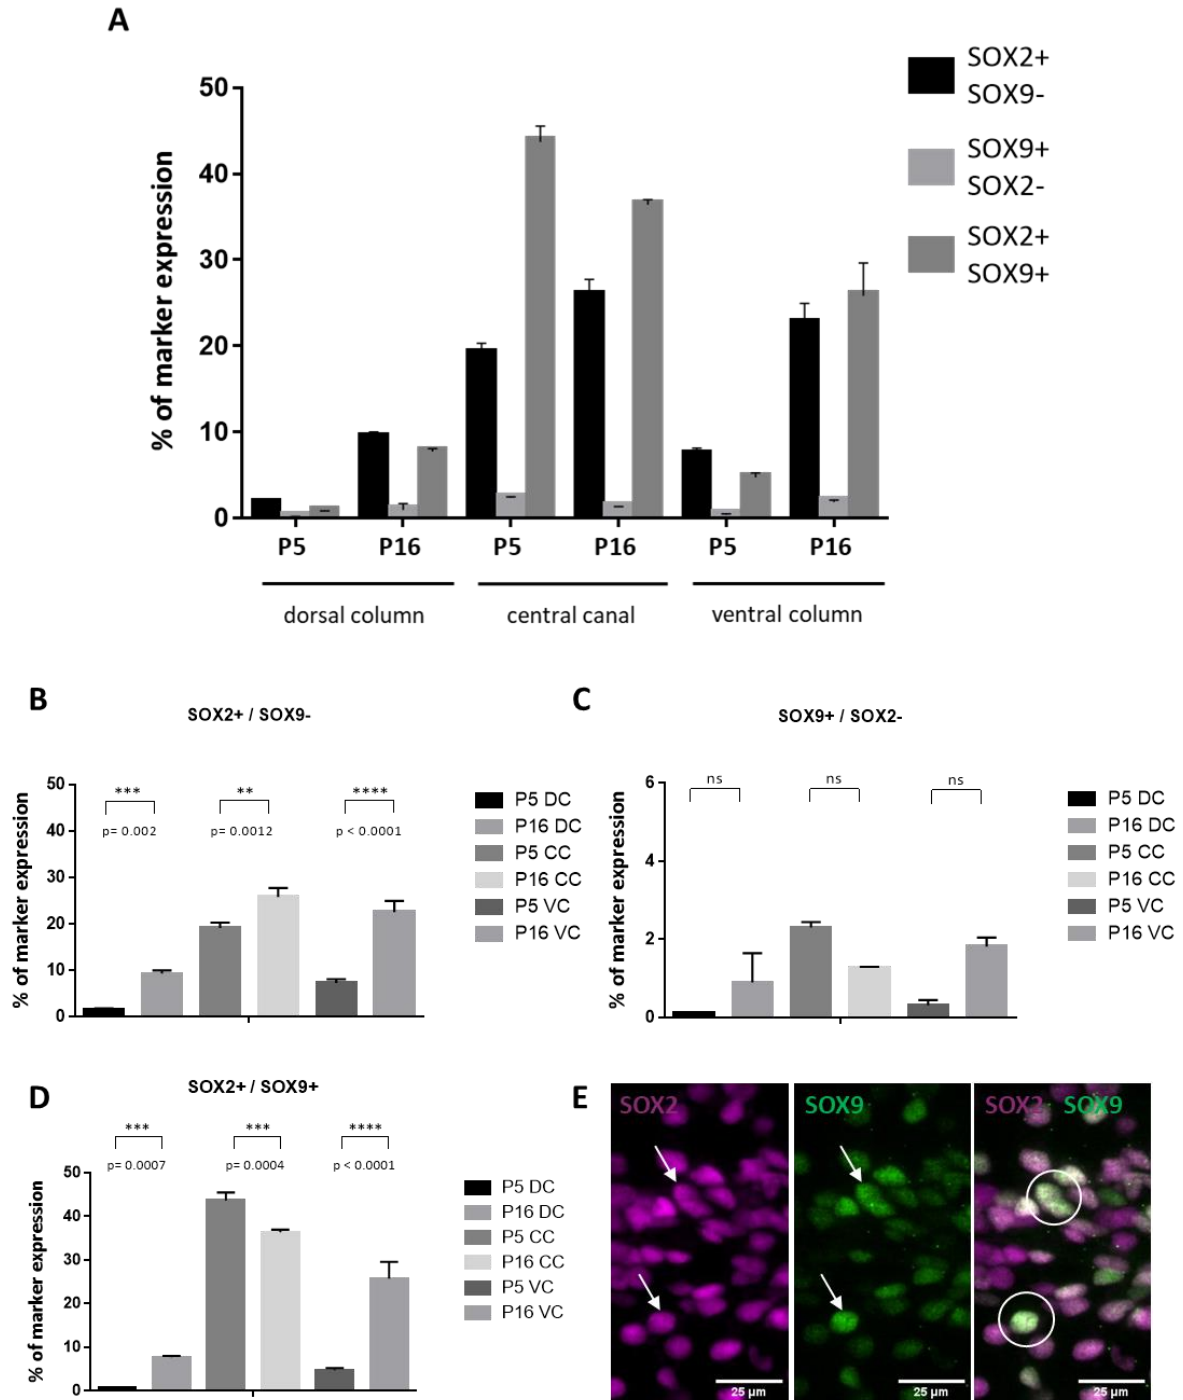 A
SOX2+
SOX9-
SOX9+
SOX2-
SOX2+
SOX9+
% of marker expression
50
40
30
20
10
0
P5 P16 P5 P16 P5 P16
dorsal column central canal ventral column
B
SOX2+ / SOX9-
% of marker expression
50
40
30
20
10
0
*** ** ****
p= 0.002 p= 0.0012 p < 0.0001
P5 DC
P16 DC
P5 CC
P16 CC
P5 VC
P16 VC
C
SOX9+ / SOX2-
% of marker expression
6
4
2
0
ns ns ns
P5 DC
P16 DC
P5 CC
P16 CC
P5 VC
P16 VC
D
SOX2+ / SOX9+
*** *** ****
p= 0.0007 p= 0.0004 p < 0.0001
% of marker expression
50
40
30
20
10
0
P5 DC
P16 DC
P5 CC
P16 CC
P5 VC
P16 VC
E
SOX2 SOX9 SOX2 SOX9
25 µm 25 µm 25 µm